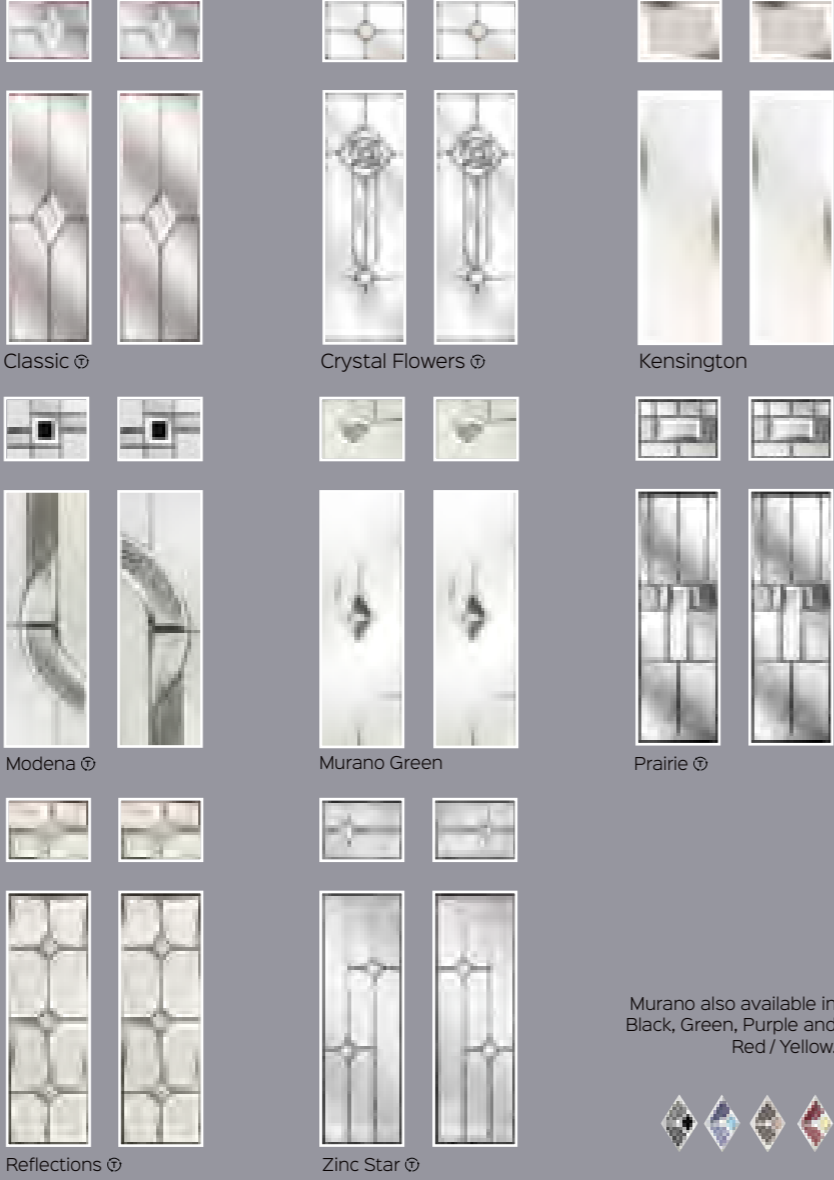 Classic Ⓣ
Crystal Flowers Ⓣ
Kensington
Modena Ⓣ
Murano Green
Prairie Ⓣ
Reflections Ⓣ
Zinc Star Ⓣ
Murano also available in
Black, Green, Purple and
Red / Yellow.